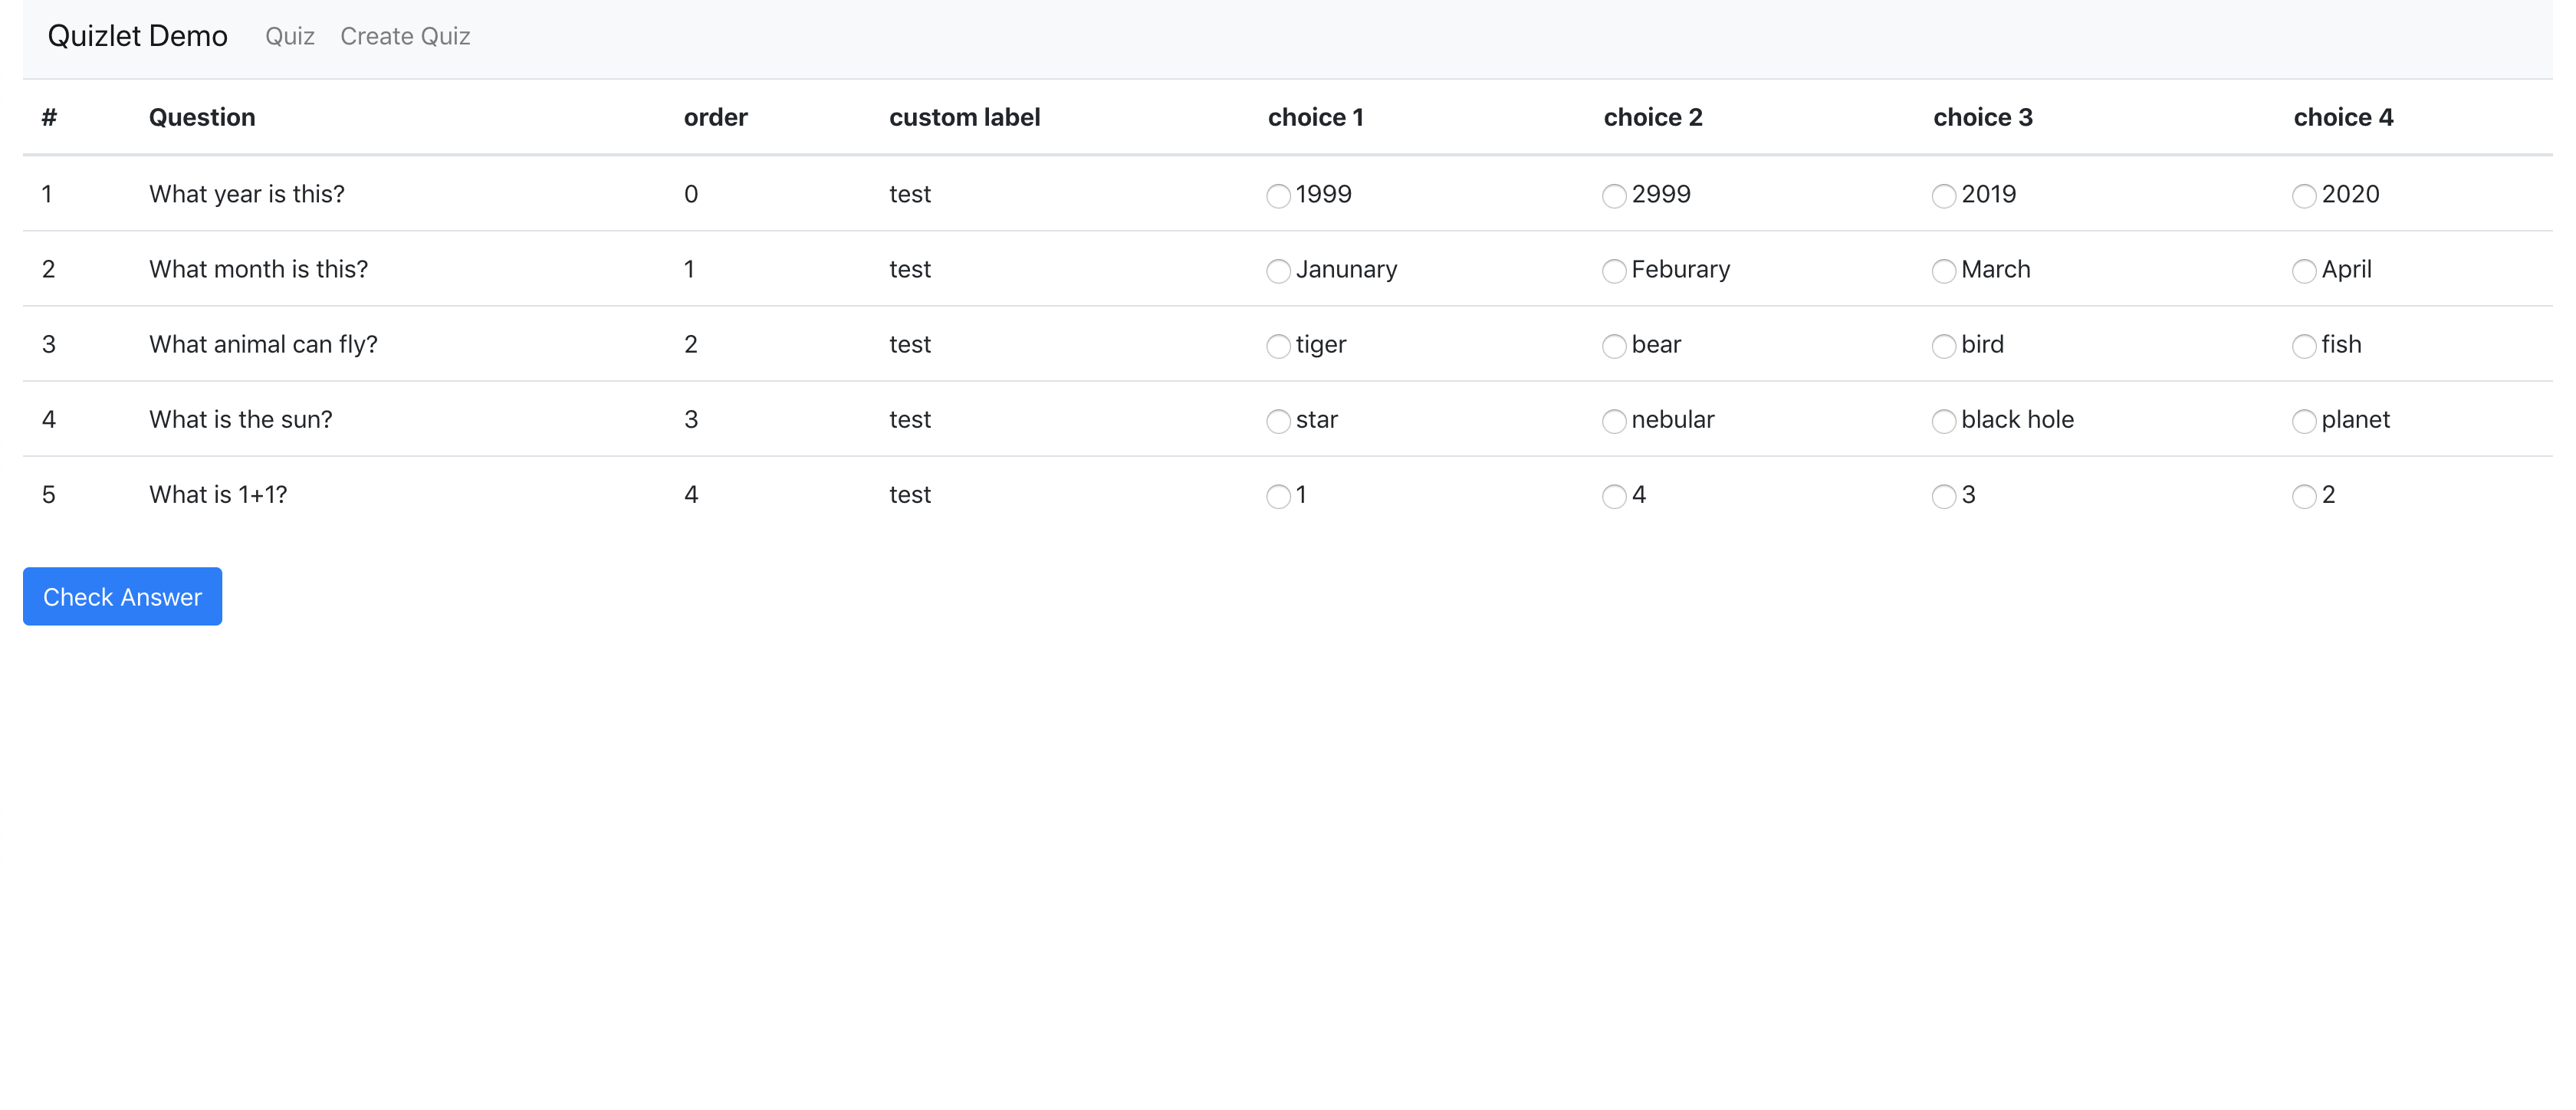 Quizlet Demo Quiz Create Quiz
# Question order custom label choice 1 choice 2 choice 3 choice 4
1 What year is this? 0 test 1999 2999 2019 2020
2 What month is this? 1 test Janunary Feburary March April
3 What animal can fly? 2 test tiger bear bird fish
4 What is the sun? 3 test star nebular black hole planet
5 What is 1+1? 4 test 1 4 3 2
Check Answer